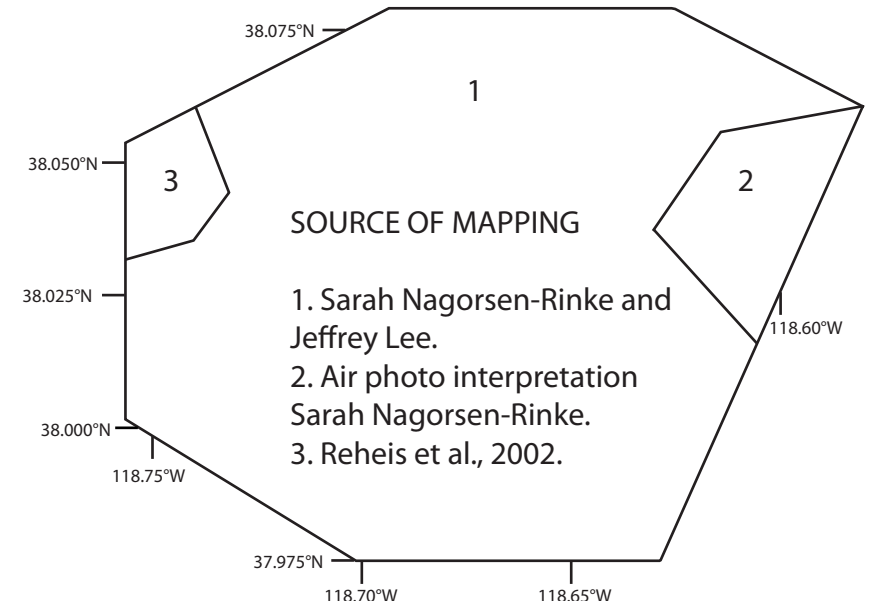 38.075°N
1
38.050°N
3
2
SOURCE OF MAPPING
38.025°N
1. Sarah Nagorsen-Rinke and
Jeffrey Lee.
118.60°W
2. Air photo interpretation
Sarah Nagorsen-Rinke.
38.000°N
3. Reheis et al., 2002.
118.75°W
37.975°N
118.70°W
118.65°W